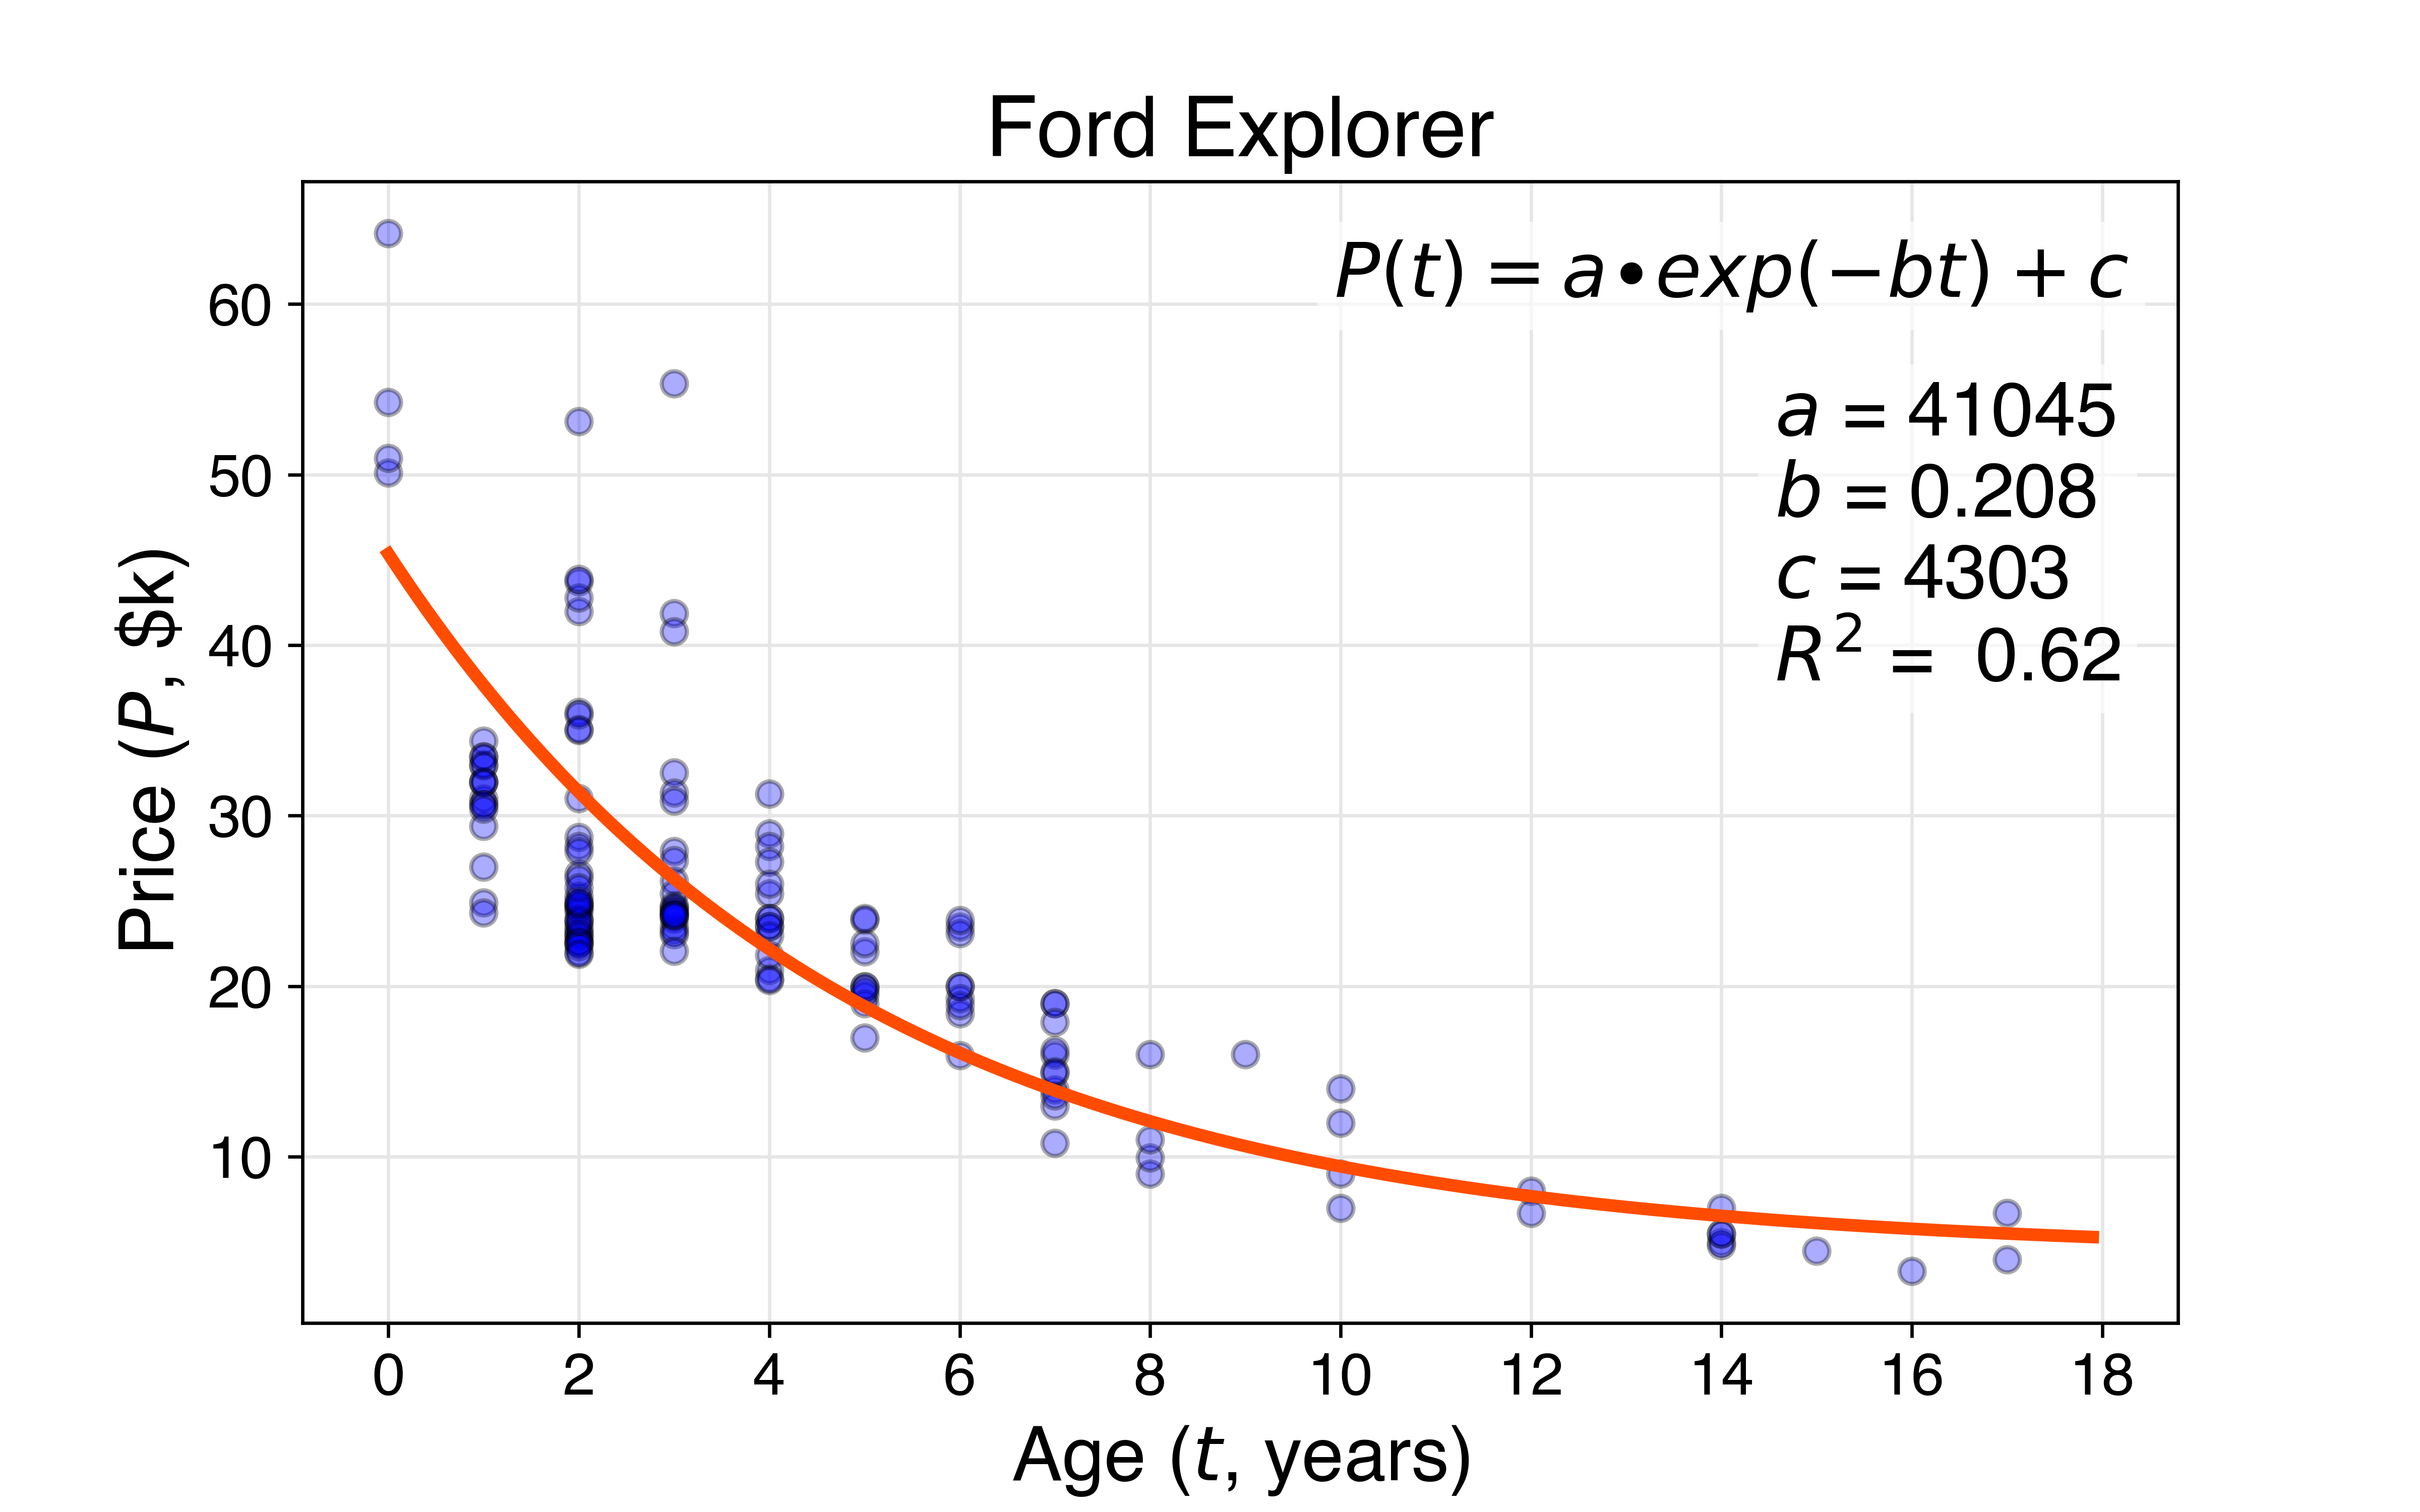 Ford Explorer
P(t) = a•exp(−bt) + c
a = 41045
b = 0.208
c = 4303
R² = 0.62
Price (P, $k)
60
50
40
30
20
10
0 2 4 6 8 10 12 14 16 18
Age (t, years)